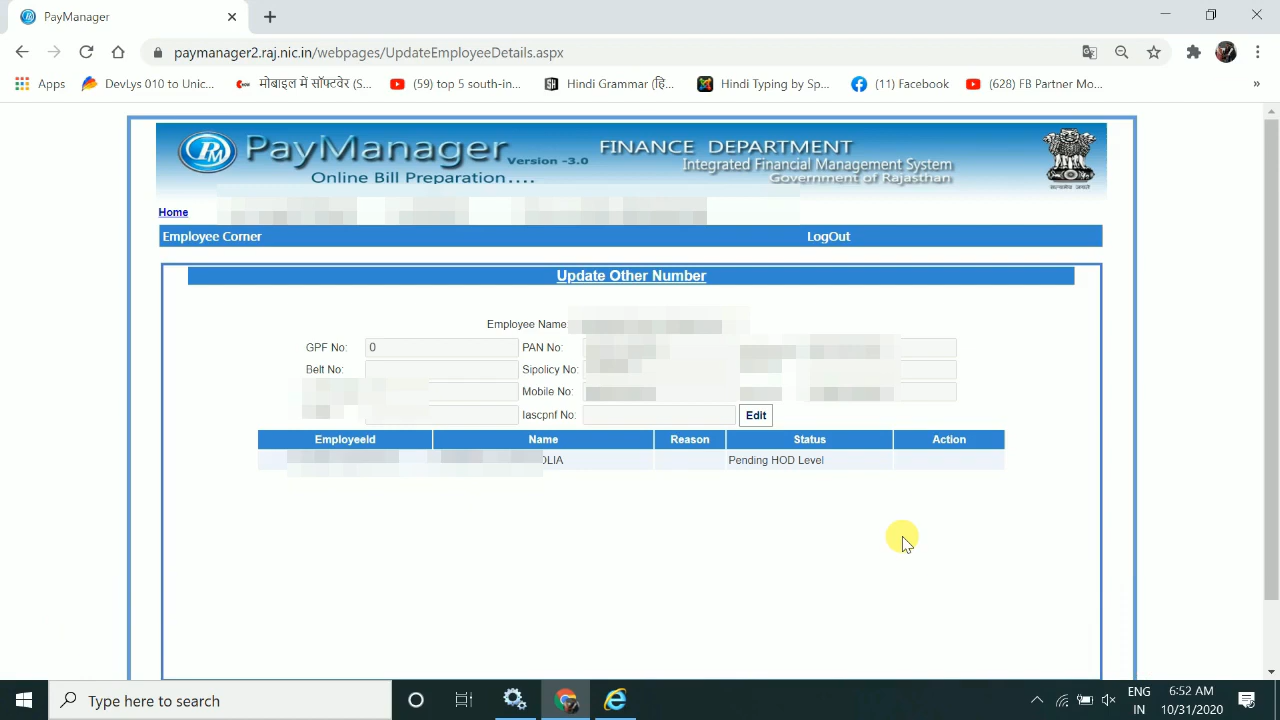 PayManager
paymanager2.raj.nic.in/webpages/UpdateEmployeeDetails.aspx
Apps DevLys 010 to Unic... मोबाइल में सॉफ्टवेर (S... (59) top 5 south-in... Hindi Grammar (हि... Hindi Typing by Sp... (11) Facebook (628) FB Partner Mo... »
PM PayManager Version -3.0 FINANCE DEPARTMENT
Integrated Financial Management System
Online Bill Preparation.... Government of Rajasthan
सत्यमेव जयते
Home
Employee Corner LogOut
Update Other Number
Employee Name:
GPF No: 0 PAN No:
Belt No: Sipolicy No:
Mobile No:
Iascpnf No: Edit
EmployeeId Name Reason Status Action
OLIA Pending HOD Level
Type here to search
ENG 6:52 AM
IN 10/31/2020